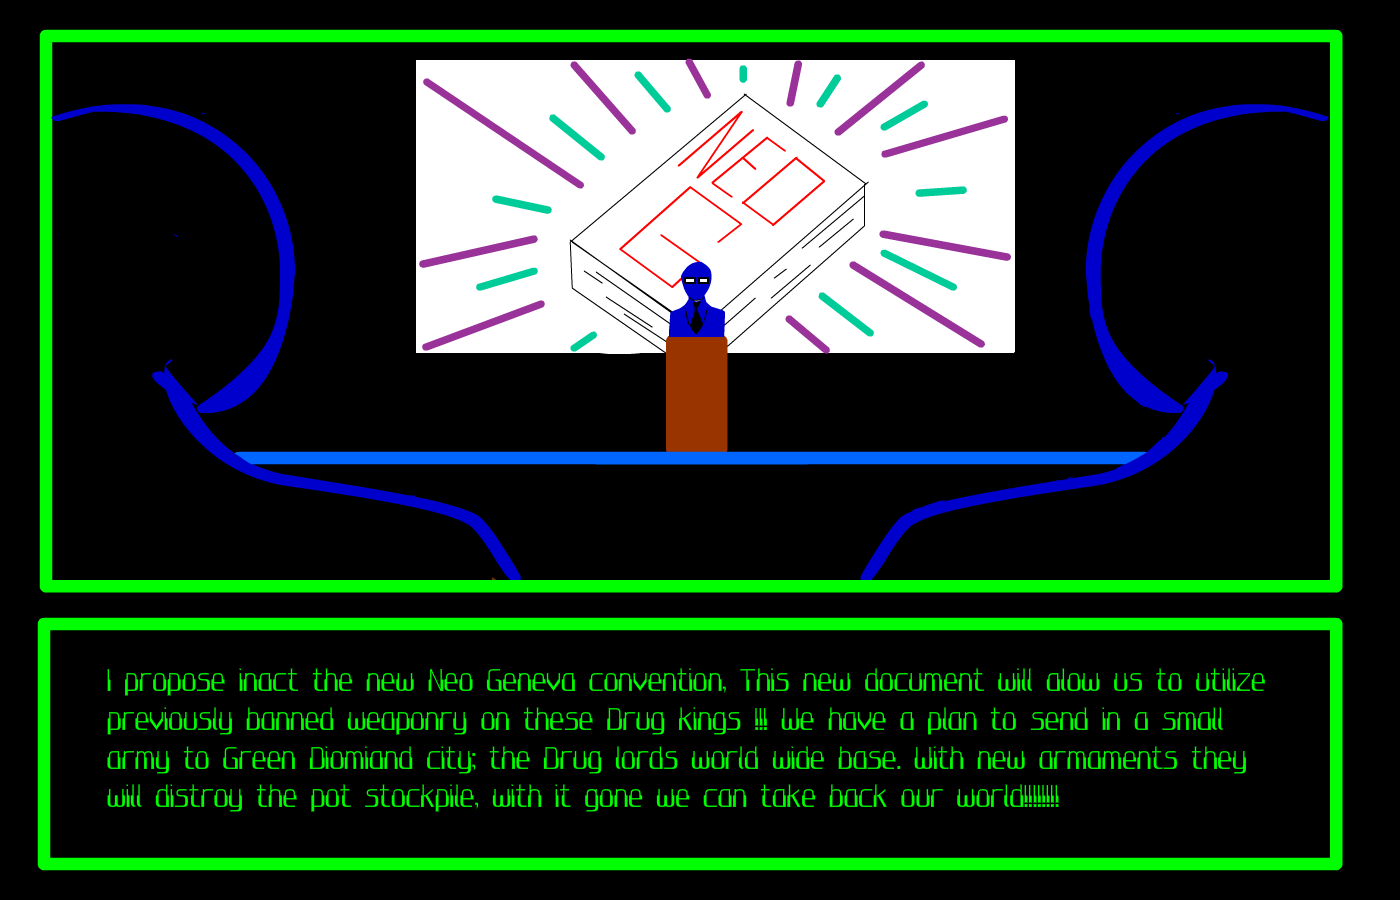 NEO
G
I propose inact the new Neo Geneva convention, This new document will alow us to utilize
previously banned weaponry on these Drug kings !!! We have a plan to send in a small
army to Green Diomiand city; the Drug lords world wide base. With new armaments they
will distroy the pot stockpile, with it gone we can take back our world!!!!!!!!